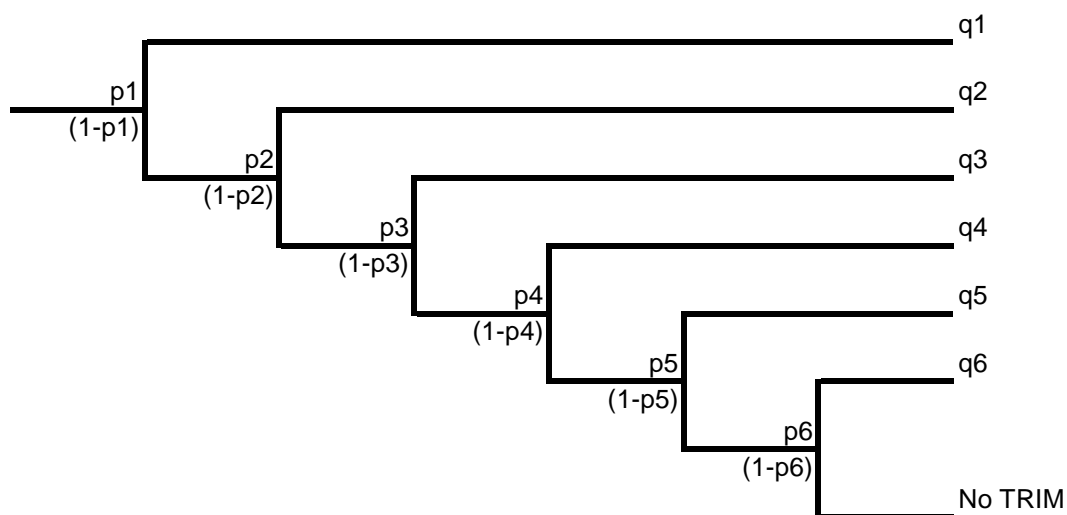 q1
p1
q2
(1-p1)
p2
q3
(1-p2)
p3
q4
(1-p3)
p4
q5
(1-p4)
p5
q6
(1-p5)
p6
(1-p6)
No TRIM